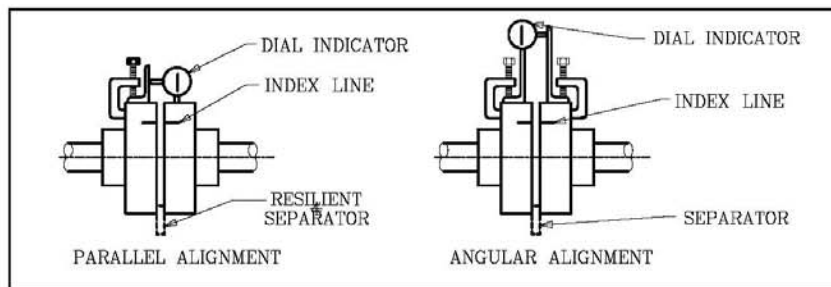 DIAL INDICATOR
INDEX LINE
RESILIENT
SEPARATOR
PARALLEL ALIGNMENT
DIAL INDICATOR
INDEX LINE
SEPARATOR
ANGULAR ALIGNMENT